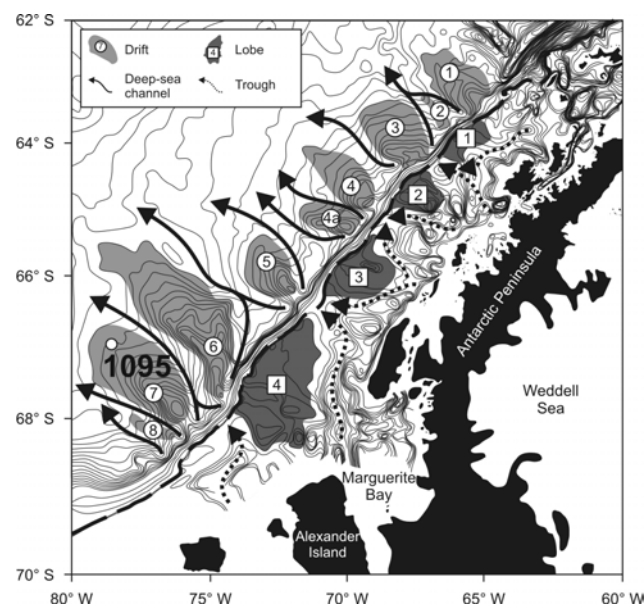 62° S
64° S
66° S
68° S
70° S
80° W
75° W
70° W
65° W
60° W
7
Drift
4
Lobe
Deep-sea
channel
Trough
1
2
3
4
4a
5
6
7
8
1
2
3
4
1095
Antarctic Peninsula
Weddell
Sea
Marguerite
Bay
Alexander
Island